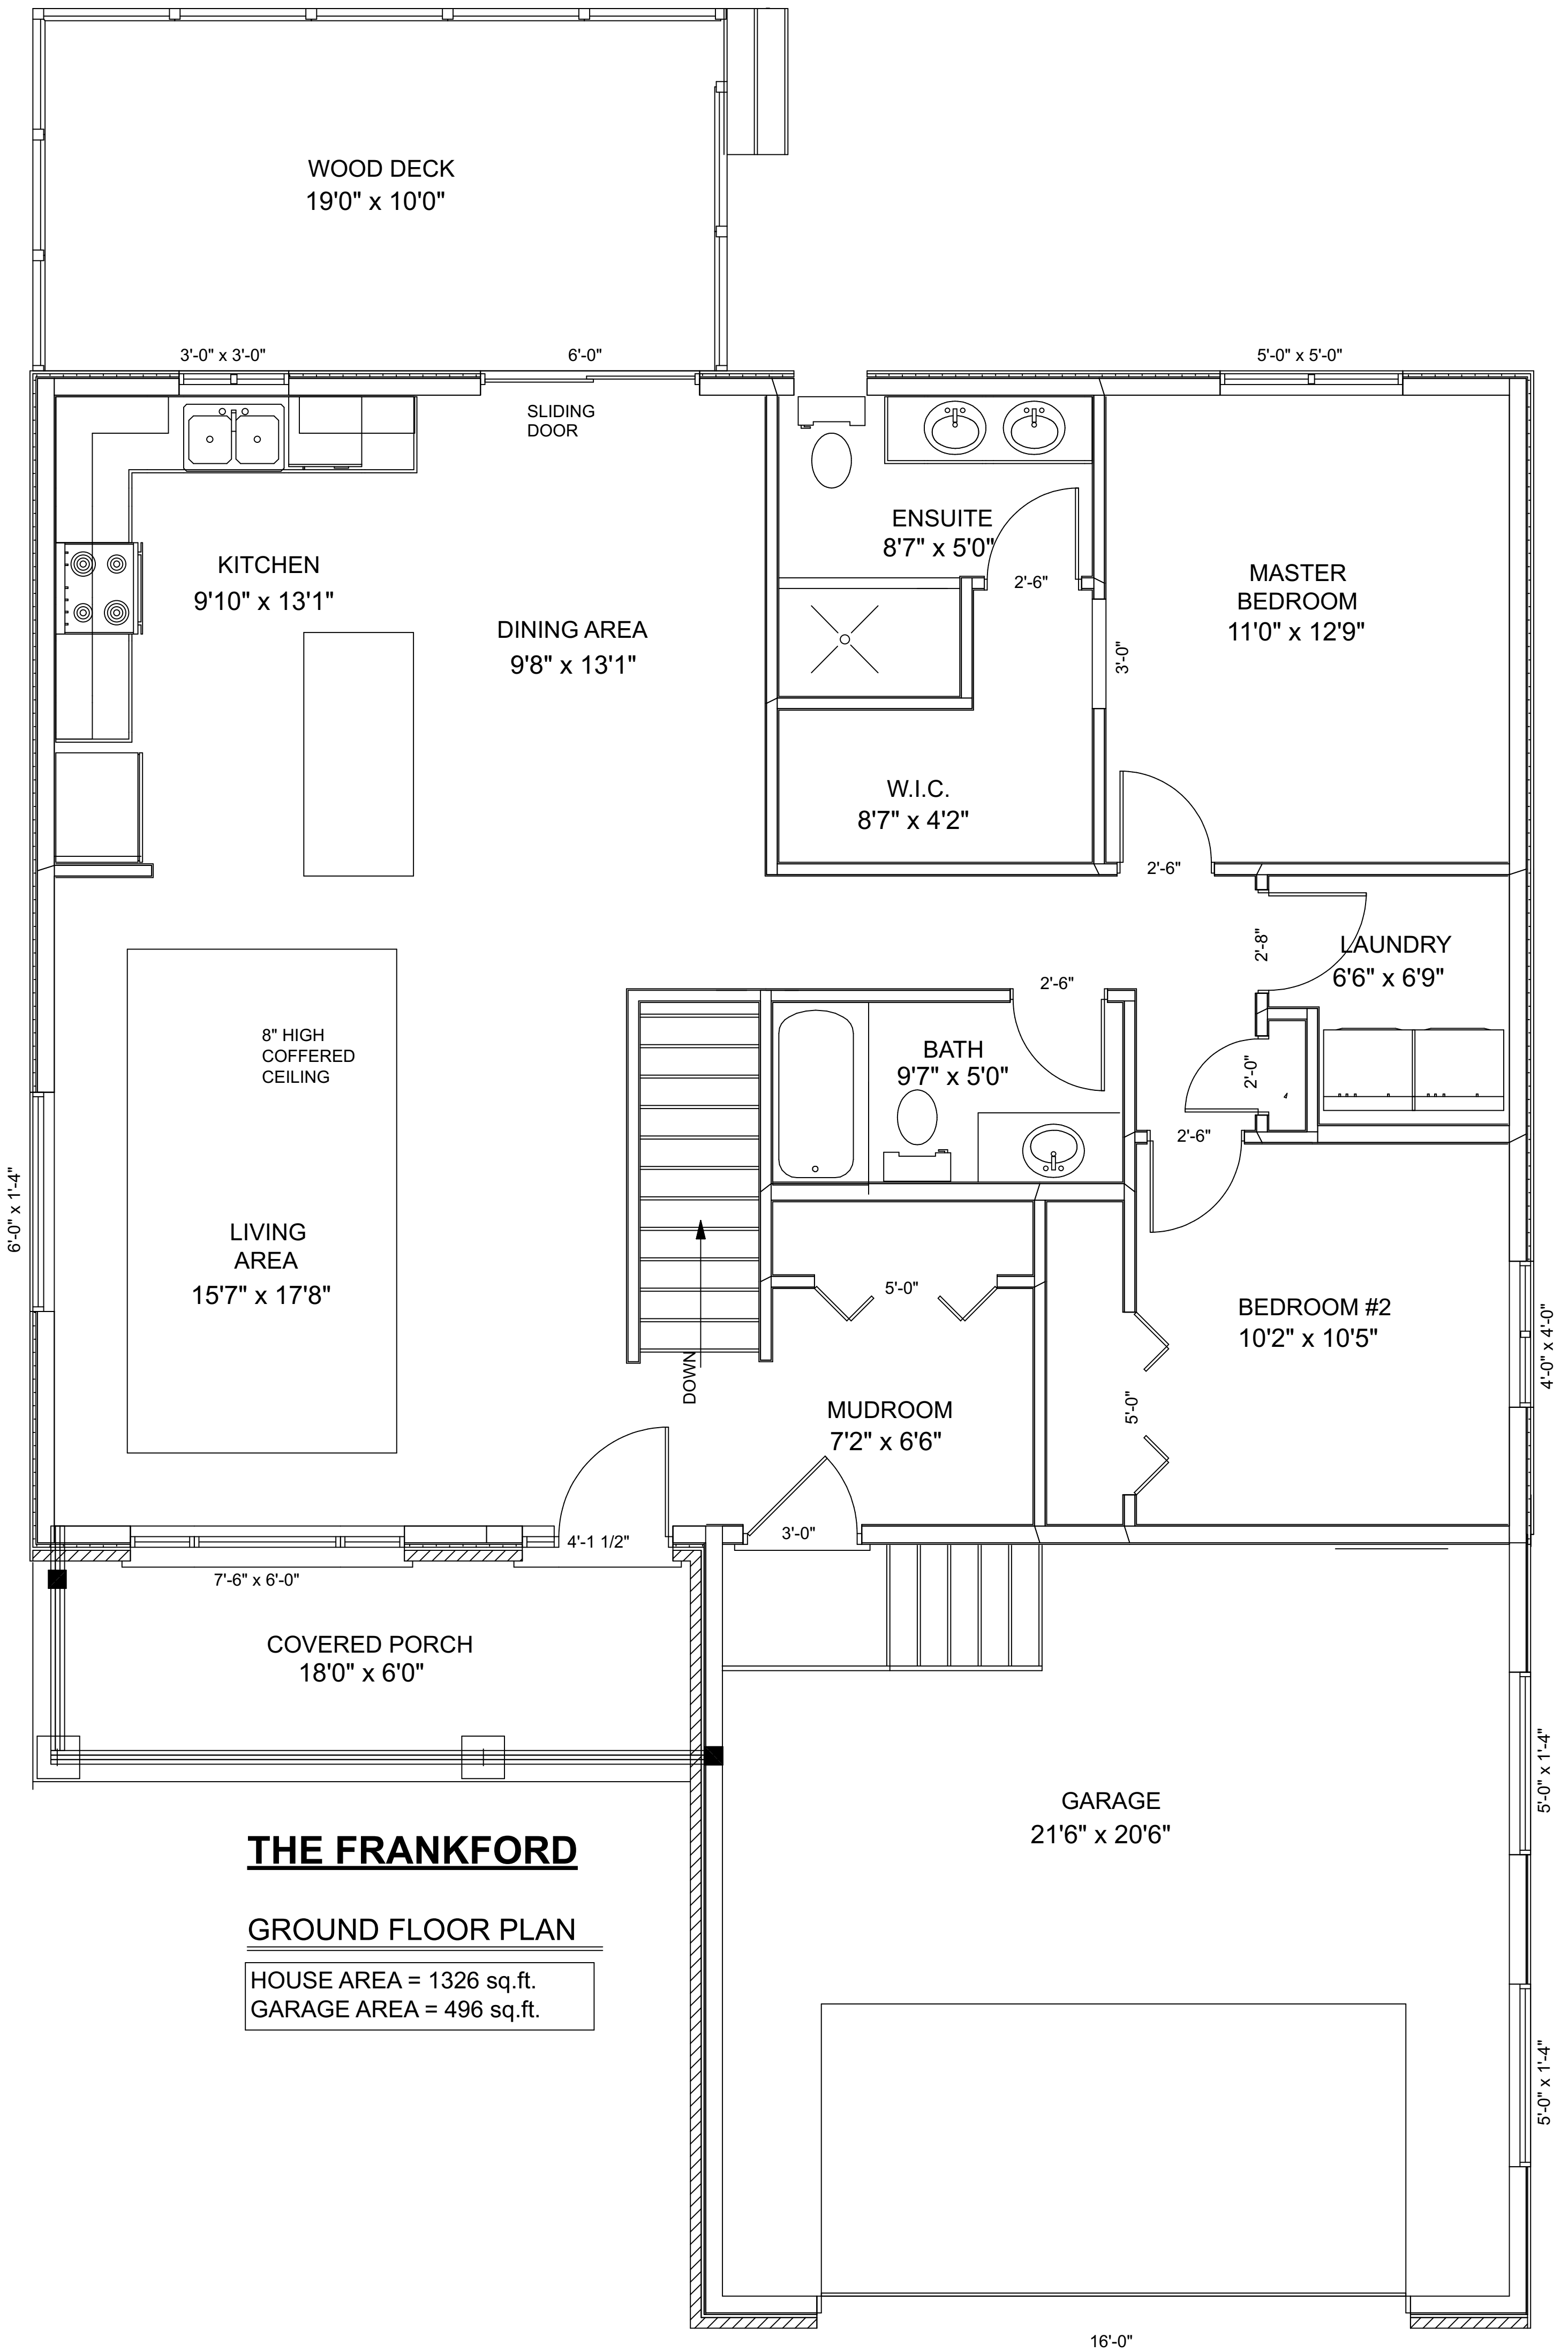 WOOD DECK
19'0" x 10'0"
3'-0" x 3'-0"
6'-0"
5'-0" x 5'-0"
SLIDING
DOOR
ENSUITE
8'7" x 5'0"
2'-6"
KITCHEN
9'10" x 13'1"
MASTER
BEDROOM
11'0" x 12'9"
DINING AREA
9'8" x 13'1"
3'-0"
W.I.C.
8'7" x 4'2"
2'-6"
2'-8"
LAUNDRY
6'6" x 6'9"
2'-6"
8" HIGH
COFFERED
CEILING
BATH
9'7" x 5'0"
2'-0"
2'-6"
6'-0" x 1'-4"
LIVING
AREA
15'7" x 17'8"
5'-0"
BEDROOM #2
10'2" x 10'5"
4'-0" x 4'-0"
DOWN
5'-0"
MUDROOM
7'2" x 6'6"
4'-1 1/2"
3'-0"
7'-6" x 6'-0"
COVERED PORCH
18'0" x 6'0"
5'-0" x 1'-4"
GARAGE
21'6" x 20'6"
THE FRANKFORD
GROUND FLOOR PLAN
HOUSE AREA = 1326 sq.ft.
GARAGE AREA = 496 sq.ft.
5'-0" x 1'-4"
16'-0"